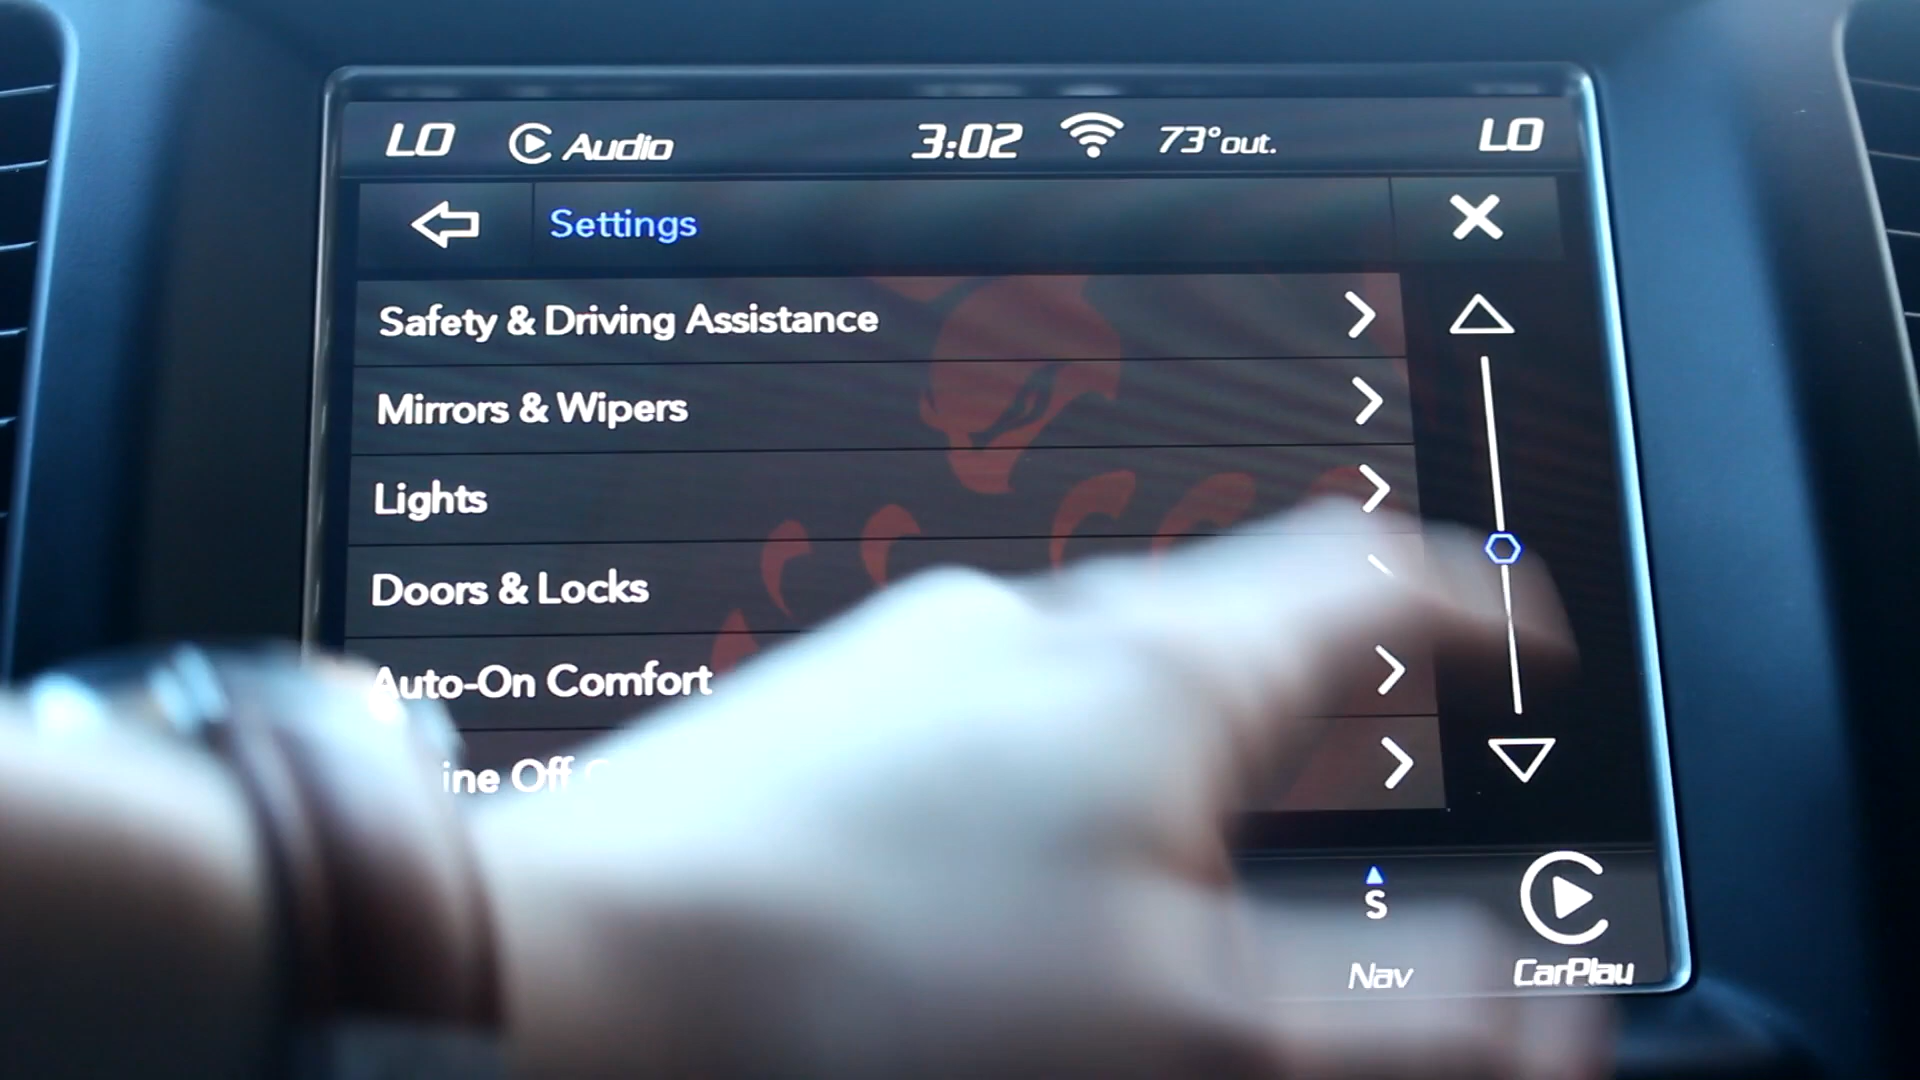 LO Audio 3:02 73°out. LO
Settings
Safety & Driving Assistance
Mirrors & Wipers
Lights
Doors & Locks
Auto-On Comfort
Off
S
Nav CarPlay